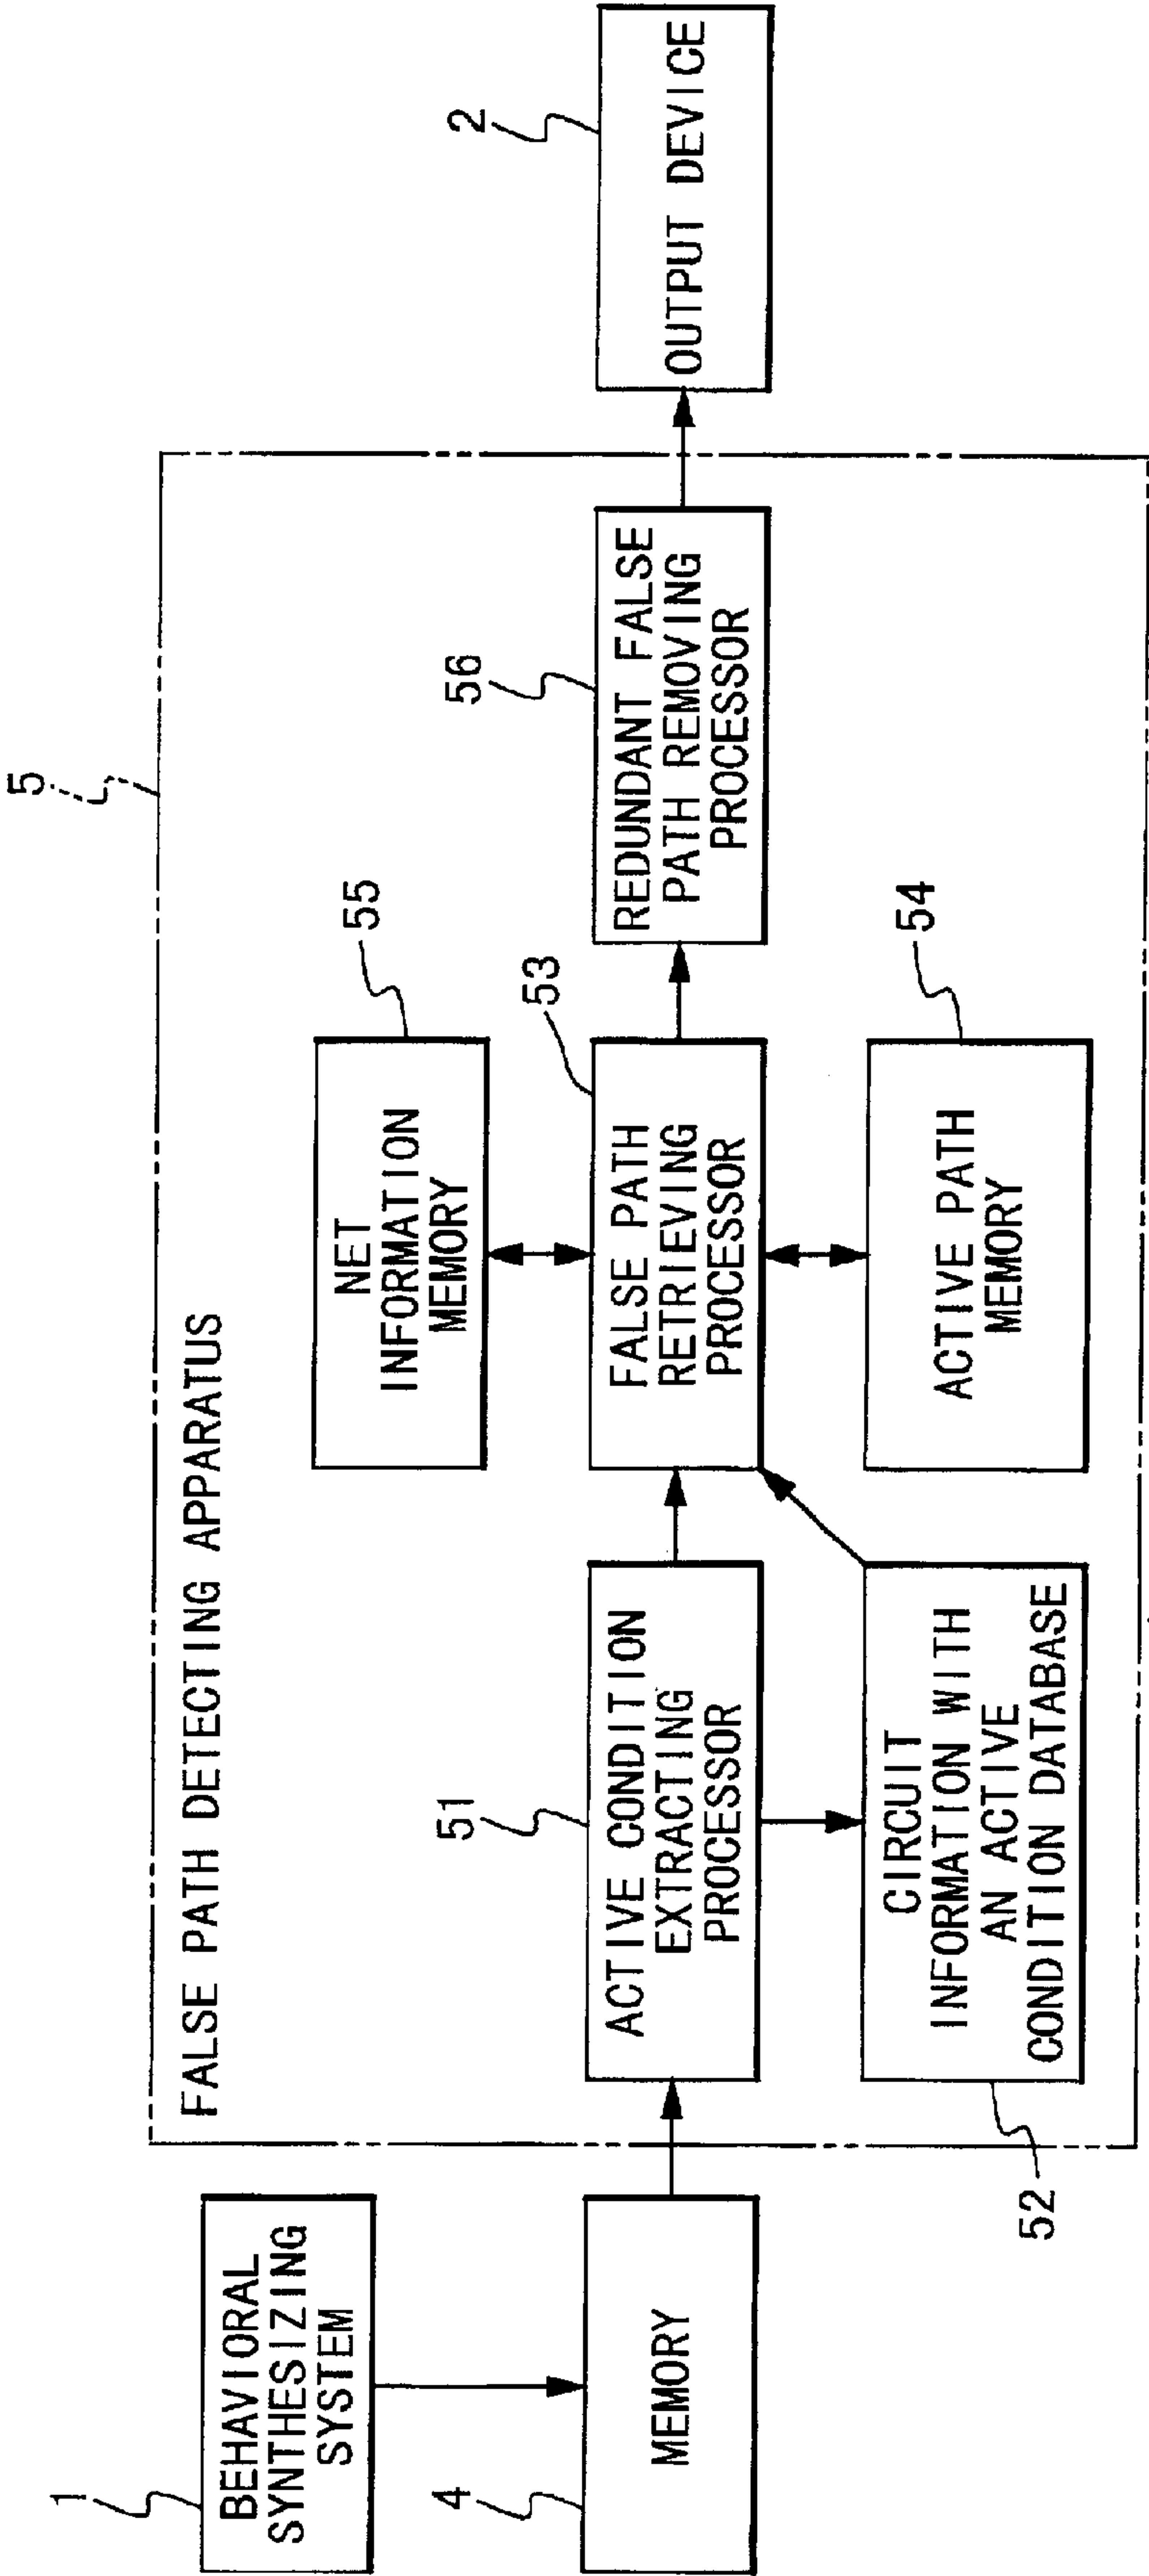 1
BEHAVIORAL
SYNTHESIZING
SYSTEM
4
MEMORY
5
FALSE PATH DETECTING APPARATUS
51
ACTIVE CONDITION
EXTRACTING
PROCESSOR
CIRCUIT
INFORMATION WITH
AN ACTIVE
CONDITION DATABASE
52
55
NET
INFORMATION
MEMORY
53
FALSE PATH
RETRIEVING
PROCESSOR
54
ACTIVE PATH
MEMORY
56
REDUNDANT FALSE
PATH REMOVING
PROCESSOR
2
OUTPUT DEVICE